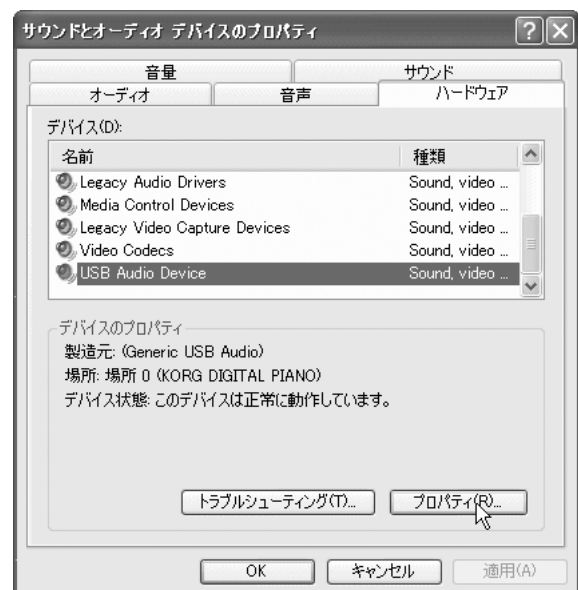 サウンドとオーディオ デバイスのプロパティ
音量 サウンド
オーディオ 音声 ハードウェア
デバイス(D):
名前 種類
Legacy Audio Drivers Sound, video ...
Media Control Devices Sound, video ...
Legacy Video Capture Devices Sound, video ...
Video Codecs Sound, video ...
USB Audio Device Sound, video ...
デバイスのプロパティ
製造元: (Generic USB Audio)
場所: 場所 0 (KORG DIGITAL PIANO)
デバイス状態: このデバイスは正常に動作しています。
トラブルシューティング(T)... プロパティ(R)...
OK キャンセル 適用(A)